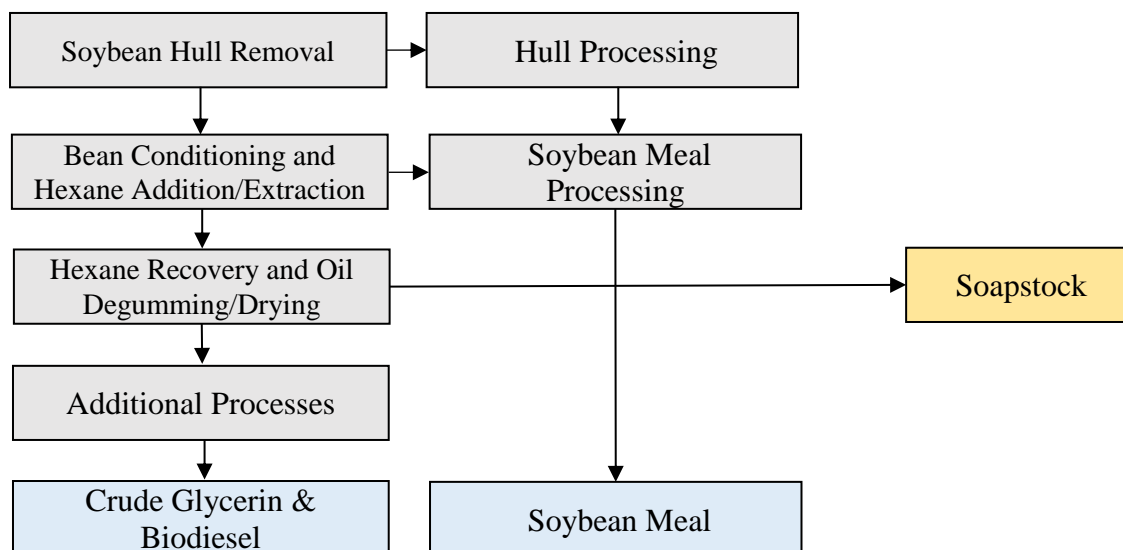 Soybean Hull Removal
Hull Processing
Bean Conditioning and
Hexane Addition/Extraction
Soybean Meal
Processing
Hexane Recovery and Oil
Degumming/Drying
Soapstock
Additional Processes
Crude Glycerin &
Biodiesel
Soybean Meal